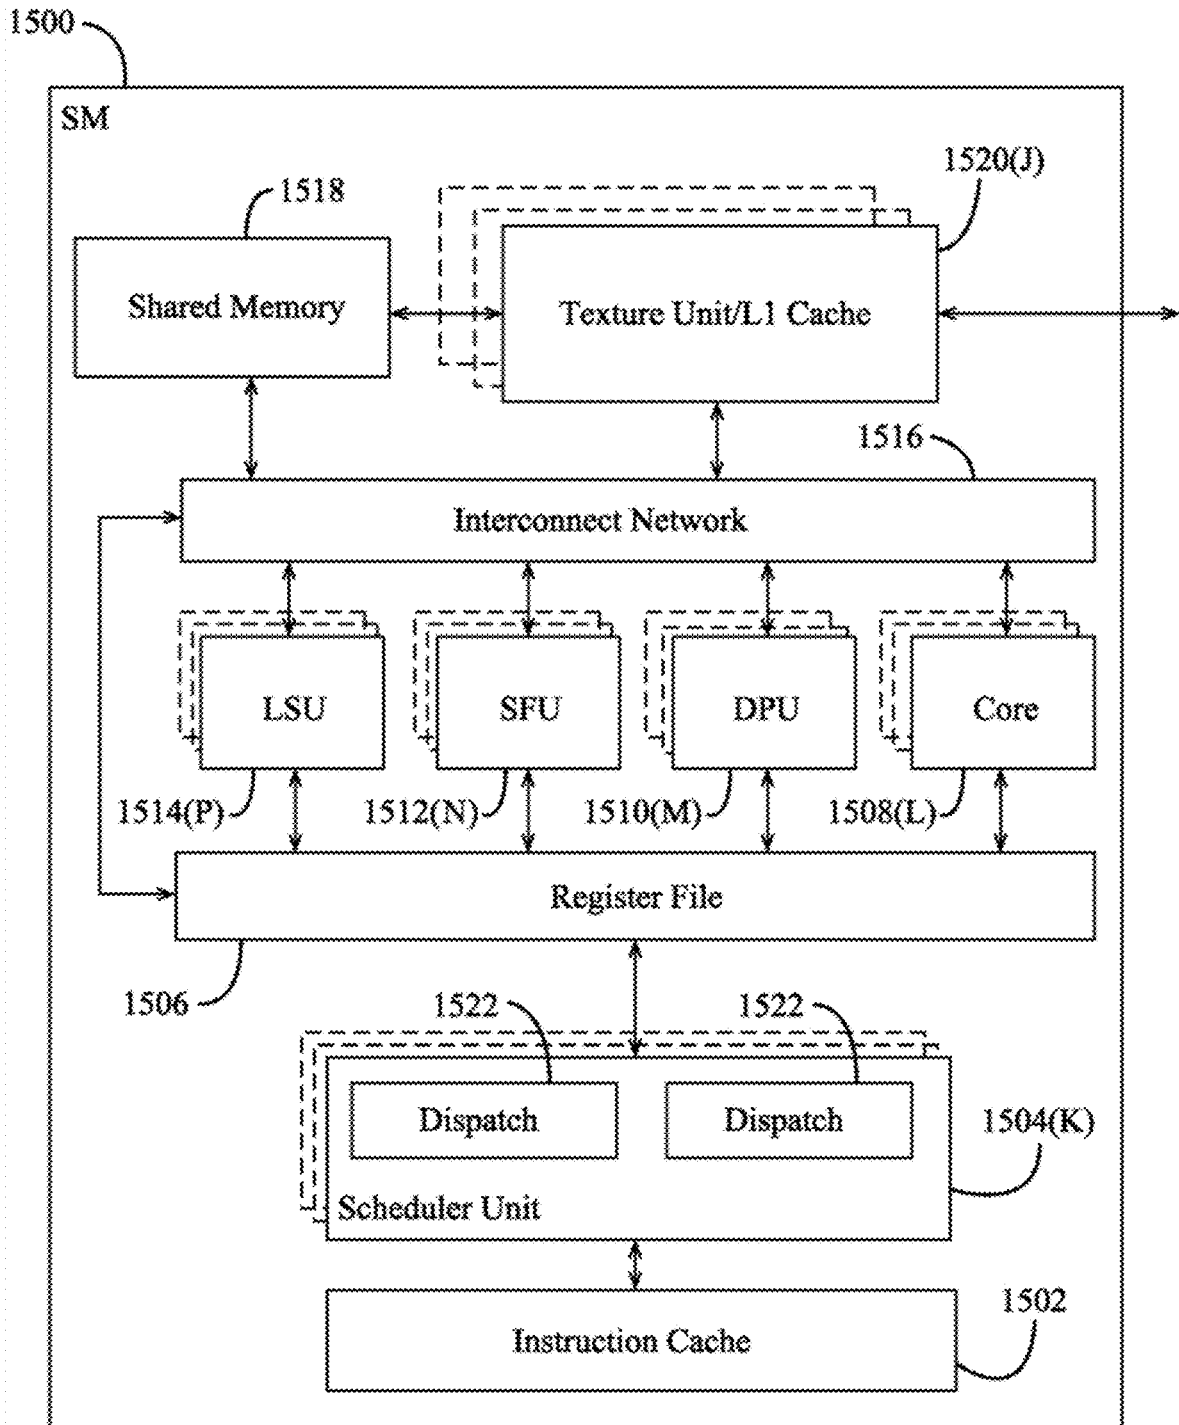 1500
SM
1520(J)
1518
Shared Memory
Texture Unit/L1 Cache
1516
Interconnect Network
LSU
SFU
DPU
Core
1514(P)
1512(N)
1510(M)
1508(L)
Register File
1506
1522
1522
Dispatch
Dispatch
1504(K)
Scheduler Unit
1502
Instruction Cache